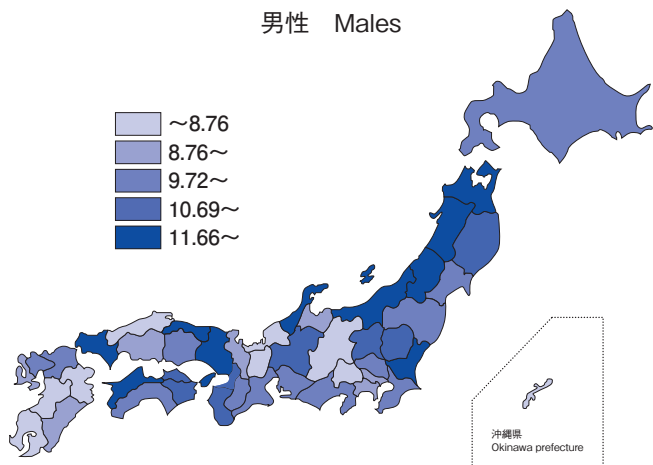 男性　Males
～8.76
8.76～
9.72～
10.69～
11.66～
沖縄県
Okinawa prefecture